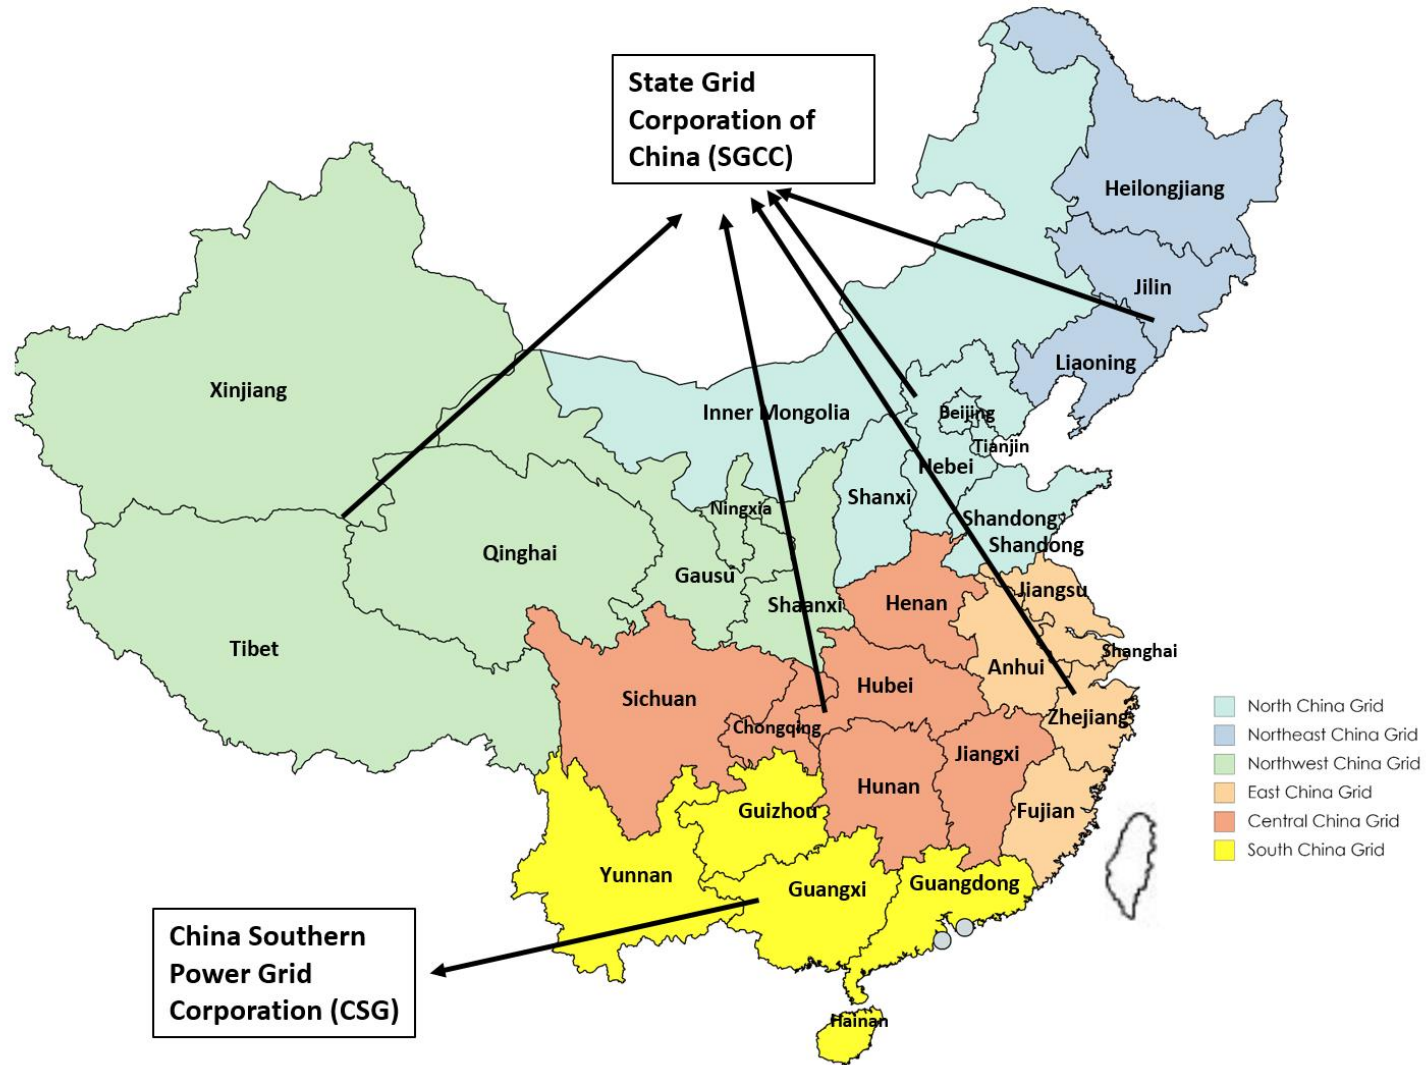 State Grid
Corporation of
China (SGCC)
Heilongjiang
Jilin
Liaoning
Xinjiang
Inner Mongolia
Beijing
Tianjin
Hebei
Shanxi
Ningxia
Shandong
Shandong
Qinghai
Gausu
Shaanxi
Henan
Jiangsu
Tibet
Shanghai
Anhui
Hubei
Sichuan
Zhejiang
Chongqing
Jiangxi
Hunan
Guizhou
Fujian
Yunnan
Guangxi
Guangdong
Hainan
North China Grid
Northeast China Grid
Northwest China Grid
East China Grid
Central China Grid
South China Grid
China Southern
Power Grid
Corporation (CSG)